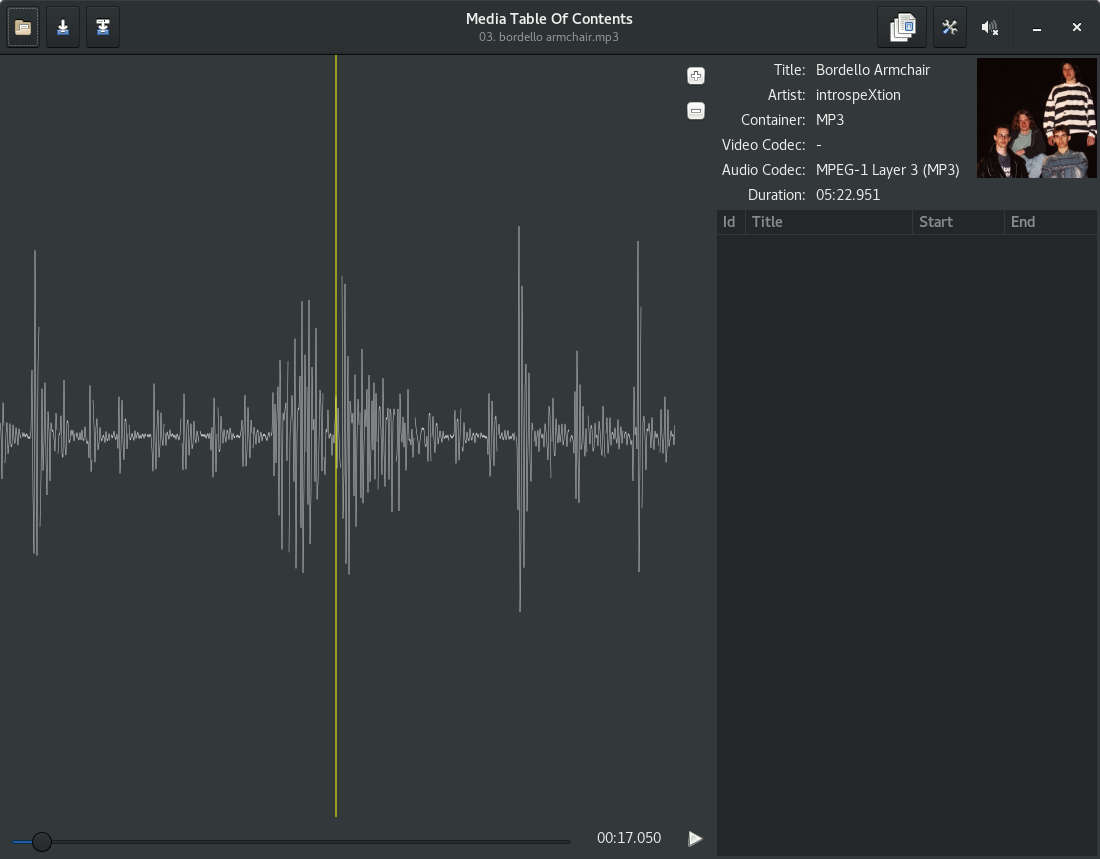 Media Table Of Contents
03. bordello armchair.mp3
Title: Bordello Armchair
Artist: introspeXtion
Container: MP3
Video Codec: -
Audio Codec: MPEG-1 Layer 3 (MP3)
Duration: 05:22.951
Id Title Start End
00:17.050